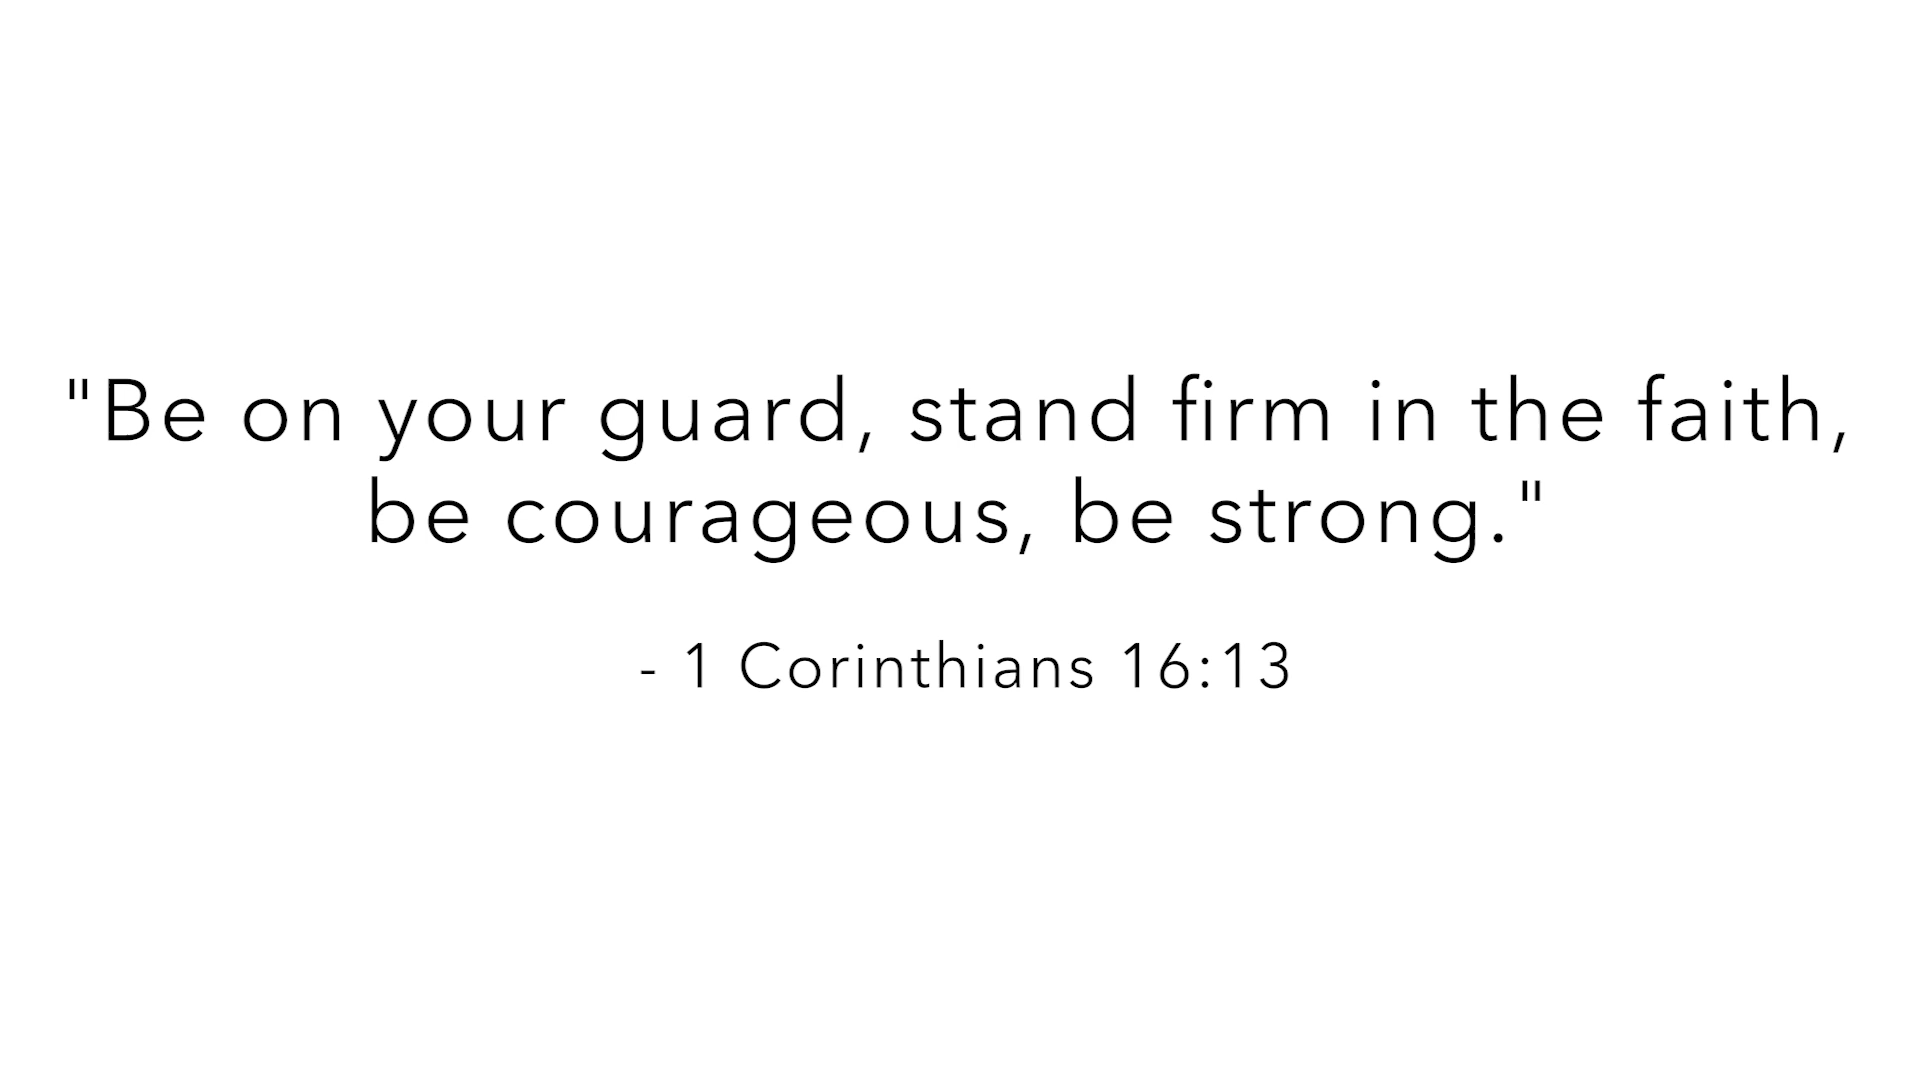 "Be on your guard, stand firm in the faith,
be courageous, be strong."
- 1 Corinthians 16:13